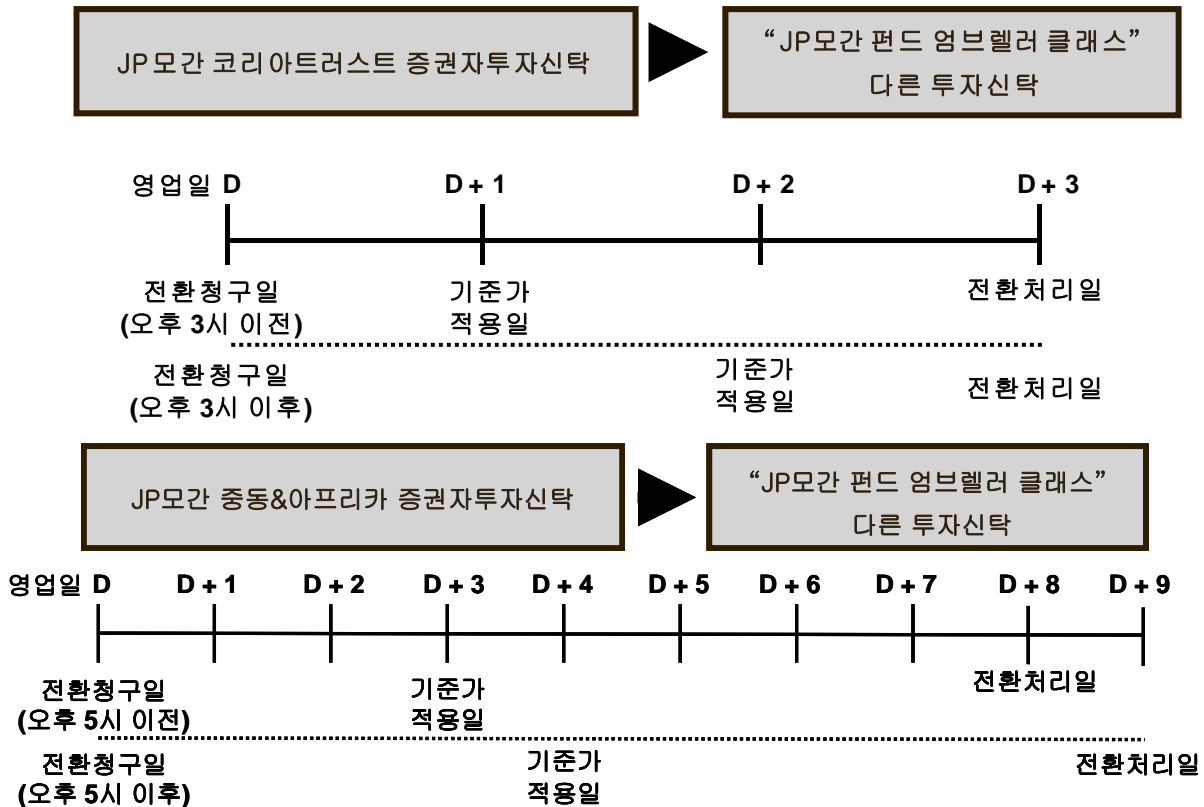 JP모간 코리아트러스트 증권자투자신탁
“JP모간 펀드 엄브렐러 클래스”
다른 투자신탁
영업일 D D + 1 D + 2 D + 3
전환청구일 기준가 전환처리일
(오후 3시 이전) 적용일
전환청구일 기준가 전환처리일
(오후 3시 이후) 적용일
JP모간 중동&아프리카 증권자투자신탁
“JP모간 펀드 엄브렐러 클래스”
다른 투자신탁
영업일 D D + 1 D + 2 D + 3 D + 4 D + 5 D + 6 D + 7 D + 8 D + 9
전환청구일 기준가 전환처리일
(오후 5시 이전) 적용일
전환청구일 기준가 전환처리일
(오후 5시 이후) 적용일